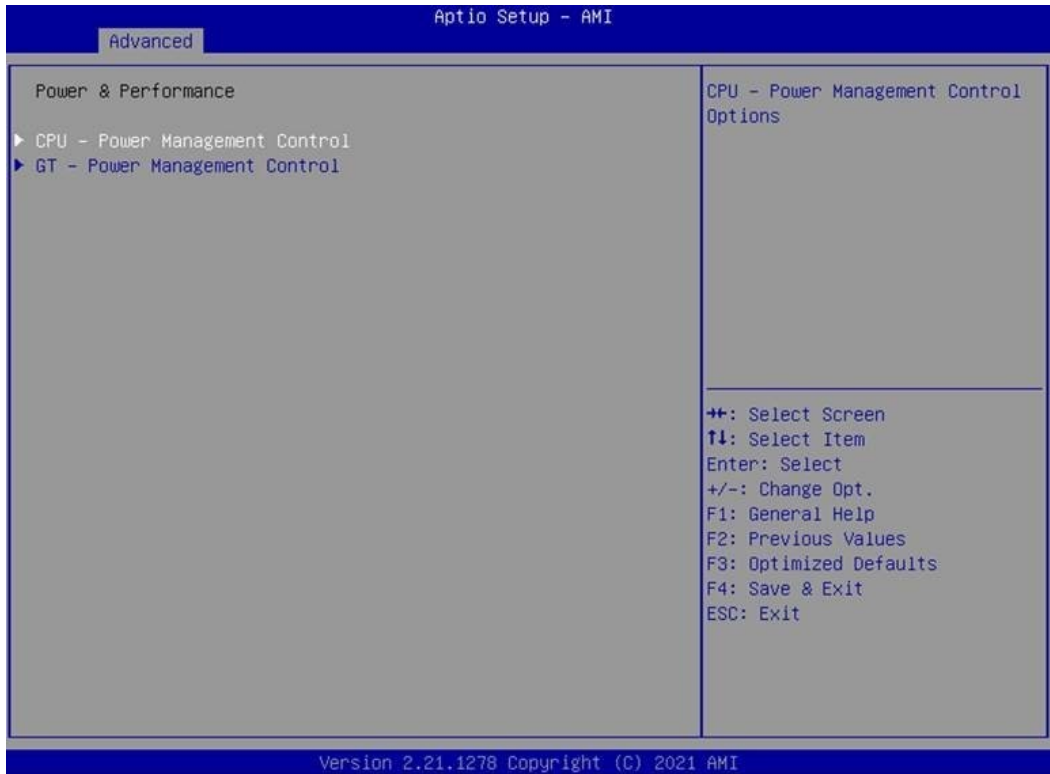 Aptio Setup – AMI
Advanced
Power & Performance
▶ CPU – Power Management Control
▶ GT – Power Management Control
CPU – Power Management Control
Options
→←: Select Screen
↑↓: Select Item
Enter: Select
+/-: Change Opt.
F1: General Help
F2: Previous Values
F3: Optimized Defaults
F4: Save & Exit
ESC: Exit
Version 2.21.1278 Copyright (C) 2021 AMI